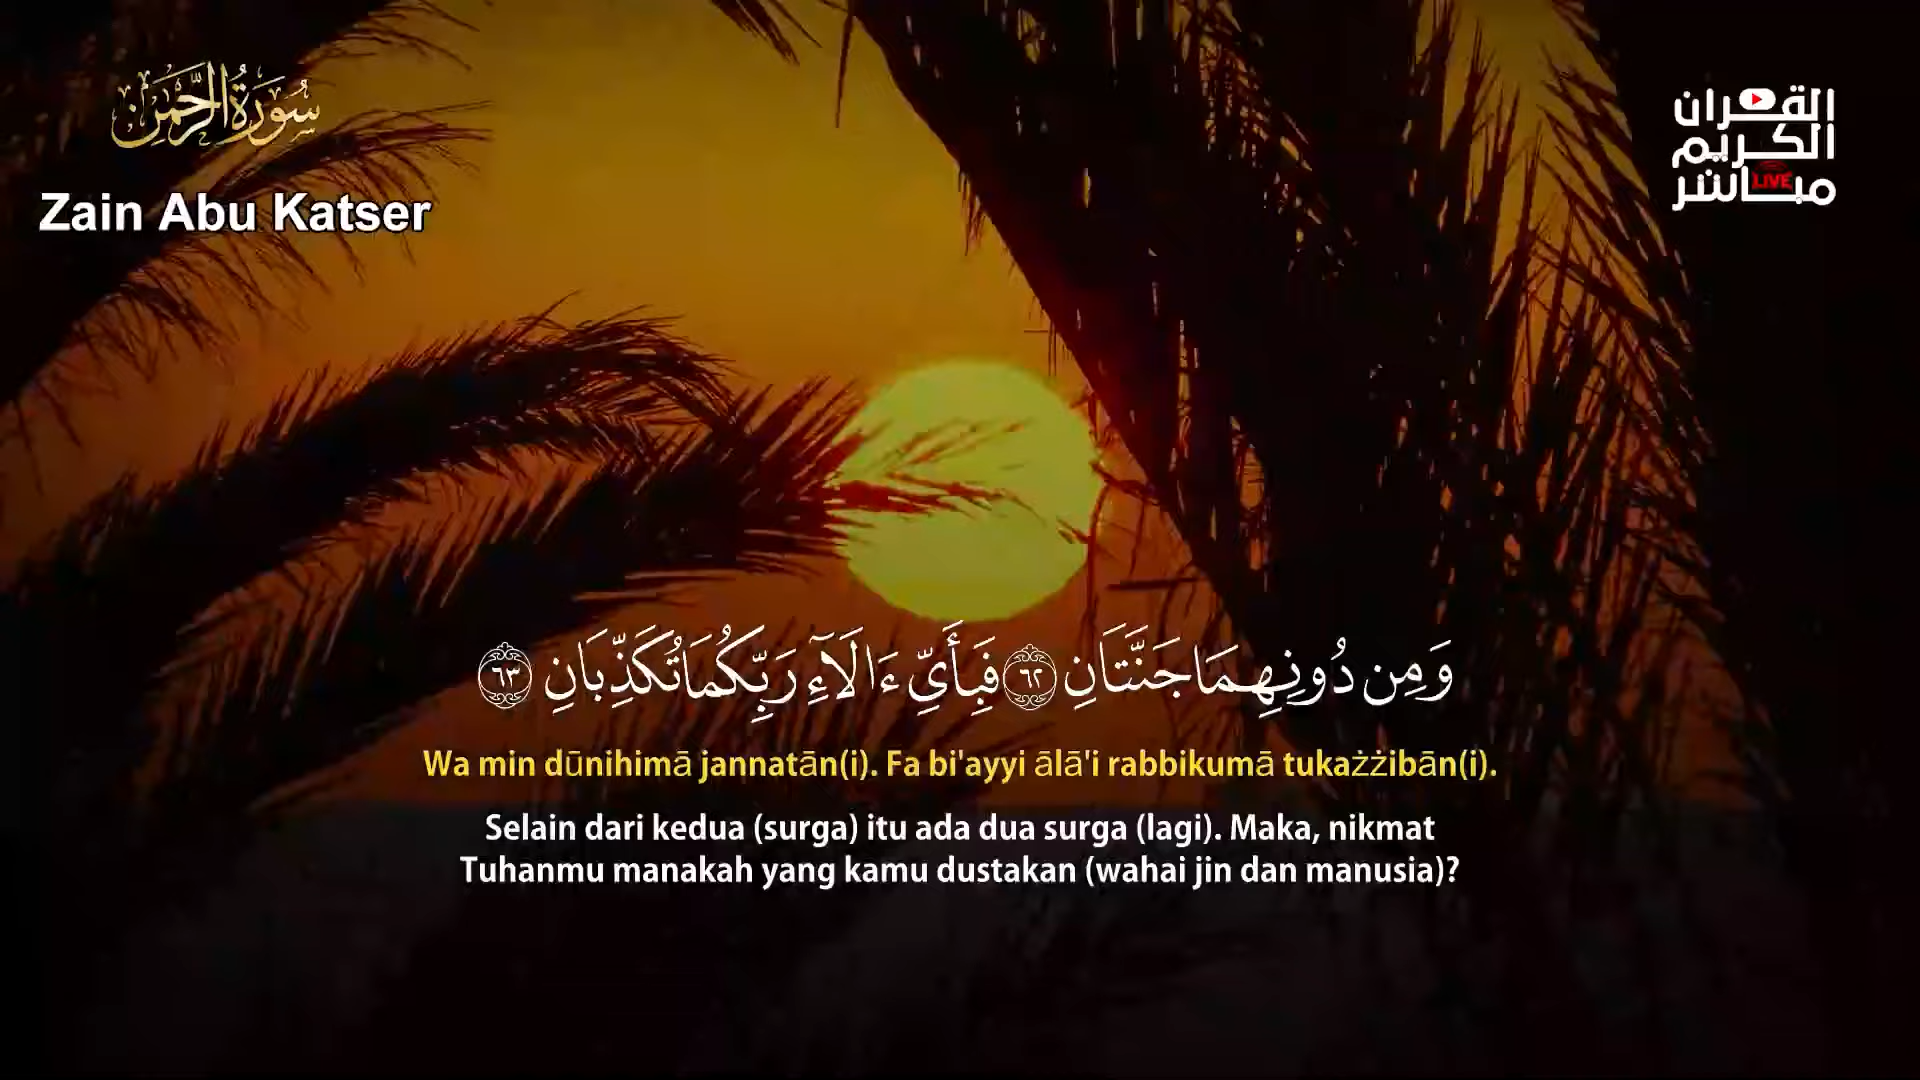 سُورَةُ الرَّحْمَٰن
Zain Abu Katser
القران
الكريم
مباشر
LIVE
وَمِن دُونِهِمَا جَنَّتَانِ ٦٢ فَبِأَيِّ ءَالَآءِ رَبِّكُمَا تُكَذِّبَانِ ٦٣
Wa min dūnihimā jannatān(i). Fa bi'ayyi ālā'i rabbikumā tukażżibān(i).
Selain dari kedua (surga) itu ada dua surga (lagi). Maka, nikmat
Tuhanmu manakah yang kamu dustakan (wahai jin dan manusia)?